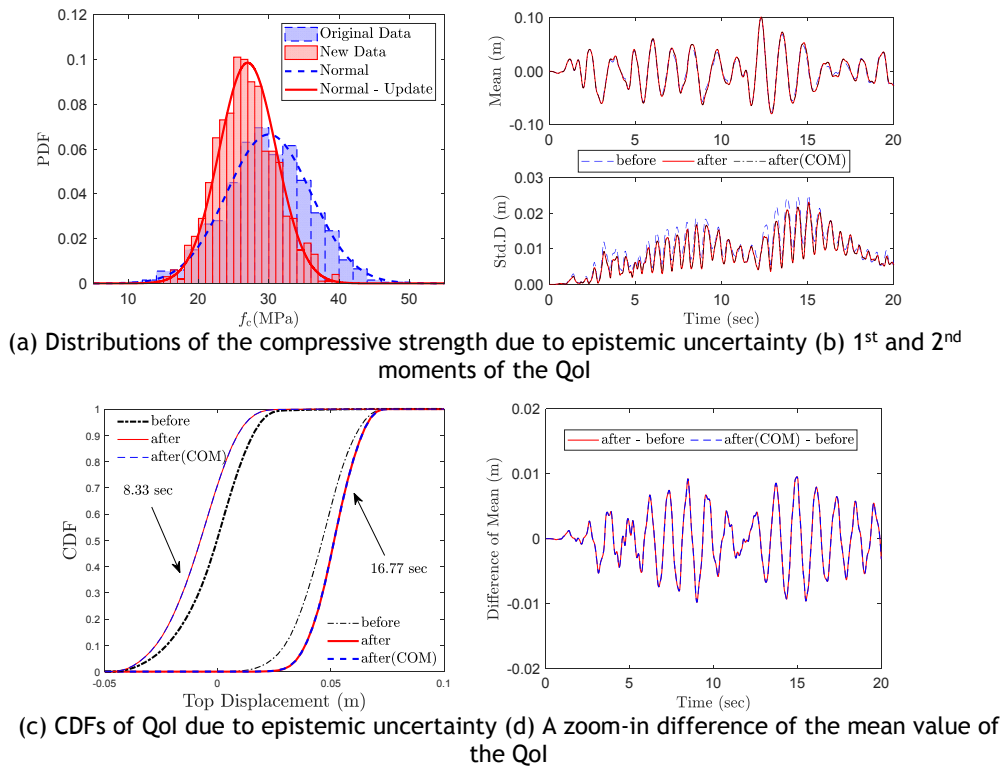 0.12
0.1
0.08
0.06
0.04
0.02
0
10
20
30
40
50
PDF
f_c(MPa)
Original Data
New Data
Normal
Normal - Update
0.10
0.00
-0.10
Mean (m)
0
5
10
15
20
before
after
after(COM)
0.03
0.02
0.01
0.00
Std.D (m)
0
5
10
15
20
Time (sec)
(a) Distributions of the compressive strength due to epistemic uncertainty (b) 1st and 2nd
moments of the QoI
1
0.9
0.8
0.7
0.6
0.5
0.4
0.3
0.2
0.1
0
CDF
before
after
after(COM)
8.33 sec
16.77 sec
before
after
after(COM)
-0.05
0
0.05
0.1
Top Displacement (m)
0.02
0.01
0
-0.01
-0.02
Difference of Mean (m)
after - before
after(COM) - before
0
5
10
15
20
Time (sec)
(c) CDFs of QoI due to epistemic uncertainty (d) A zoom-in difference of the mean value of
the QoI